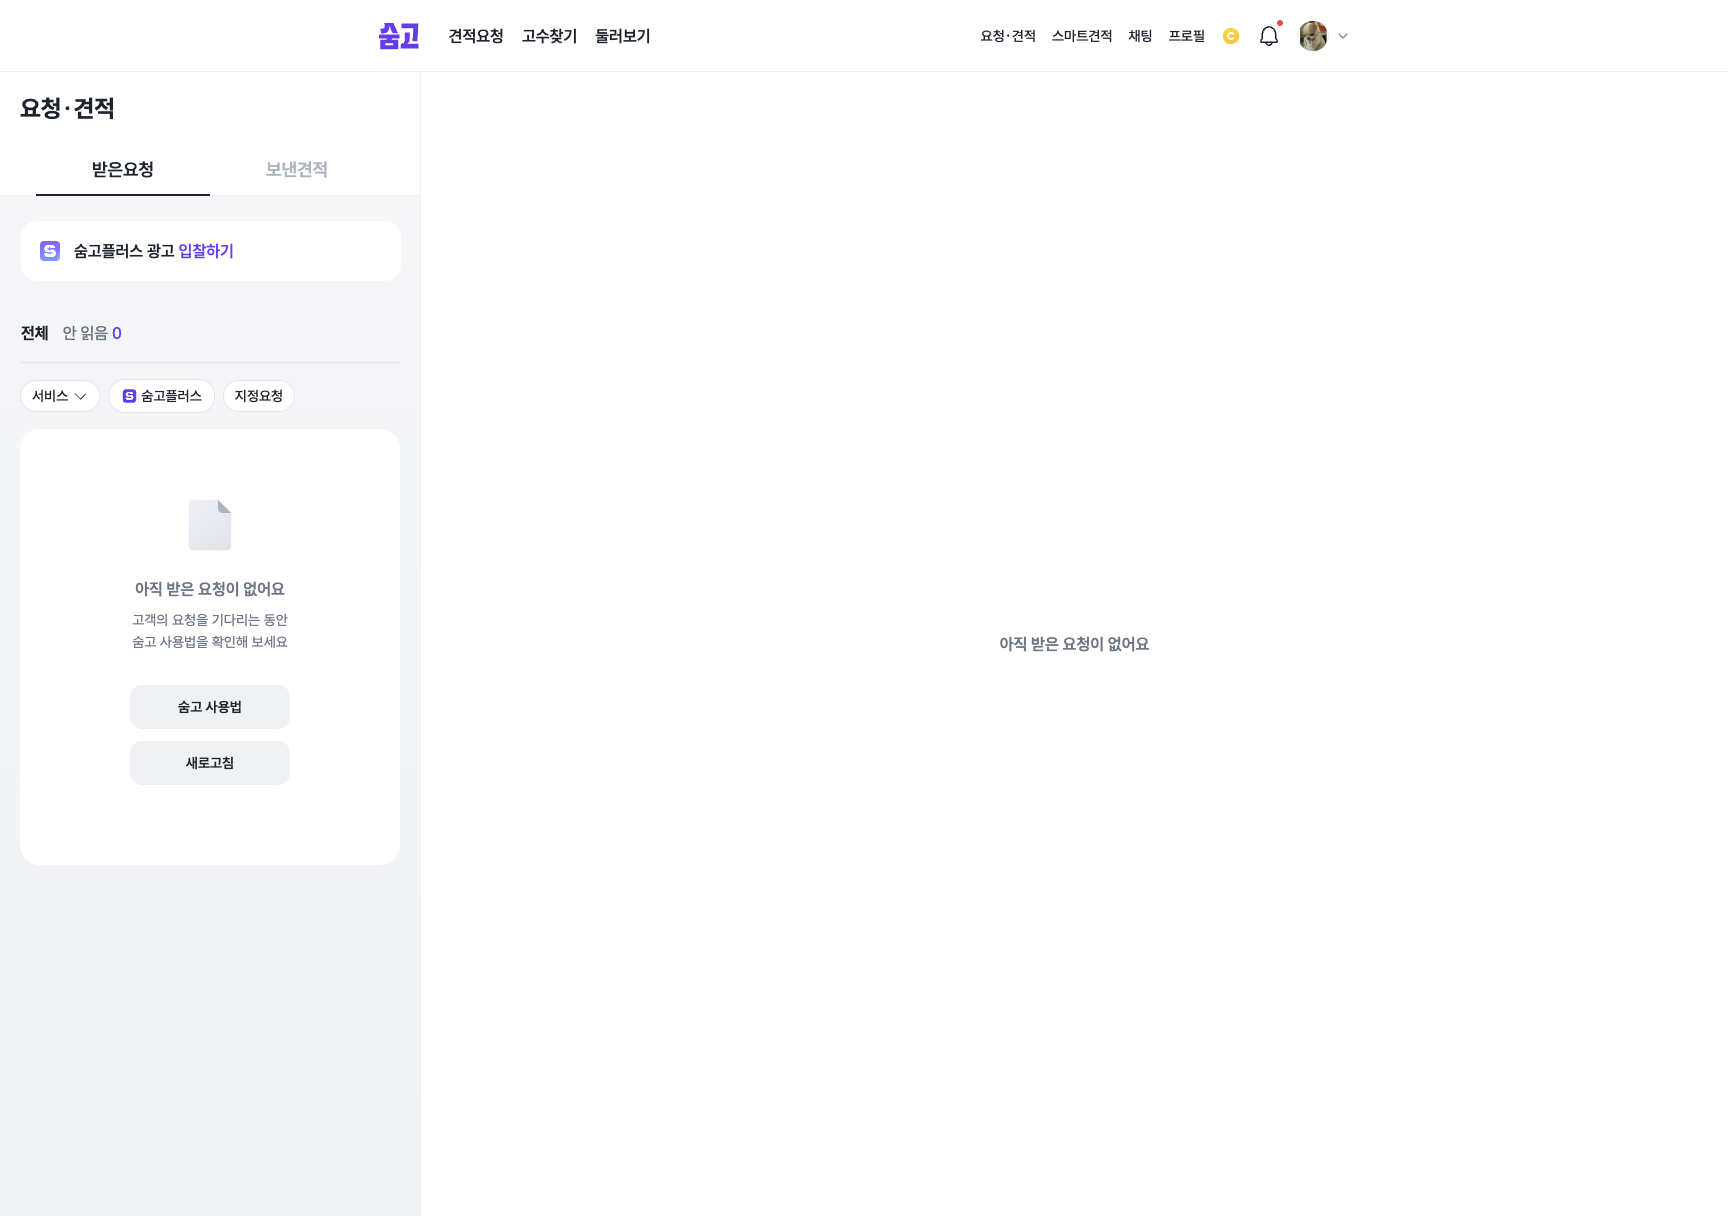 숨고
견적요청 고수찾기 둘러보기
요청·견적 스마트견적 채팅 프로필 C
요청·견적
받은요청 보낸견적
S 숨고플러스 광고 입찰하기
전체 안 읽음 0
서비스 S 숨고플러스 지정요청
아직 받은 요청이 없어요
고객의 요청을 기다리는 동안
숨고 사용법을 확인해 보세요
숨고 사용법
새로고침
아직 받은 요청이 없어요